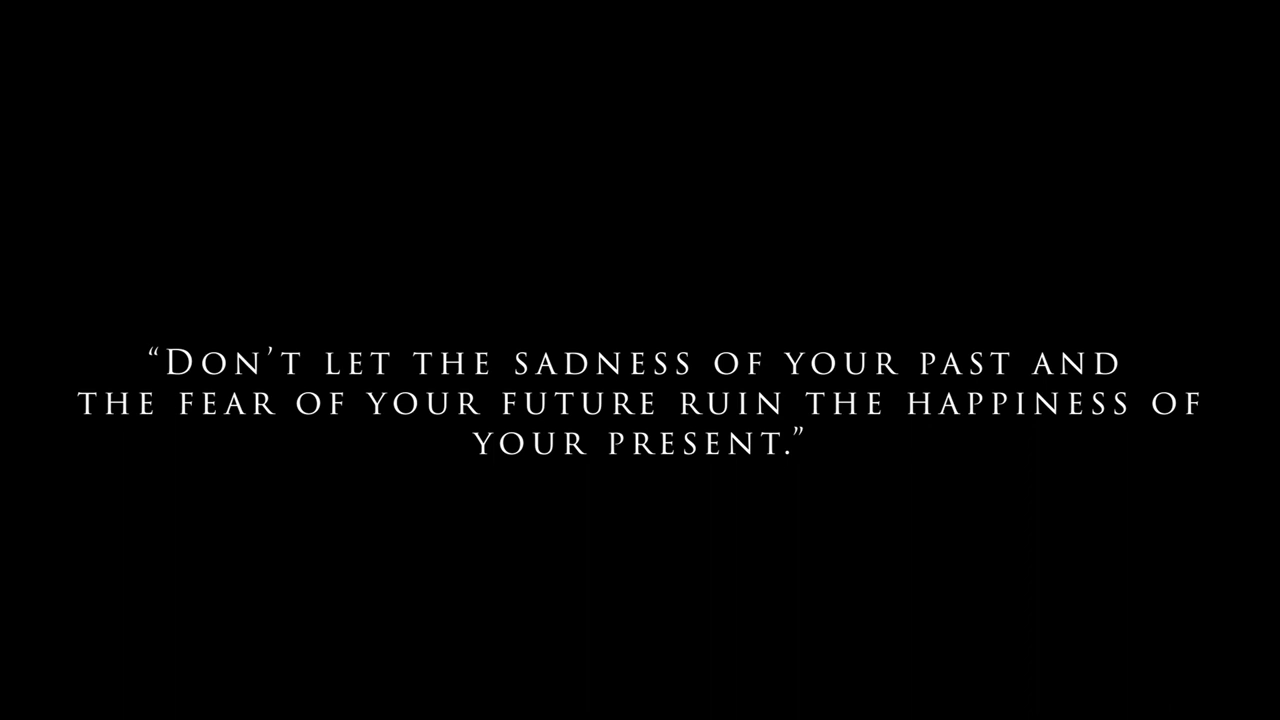 “Don’t let the sadness of your past and
the fear of your future ruin the happiness of
your present.”